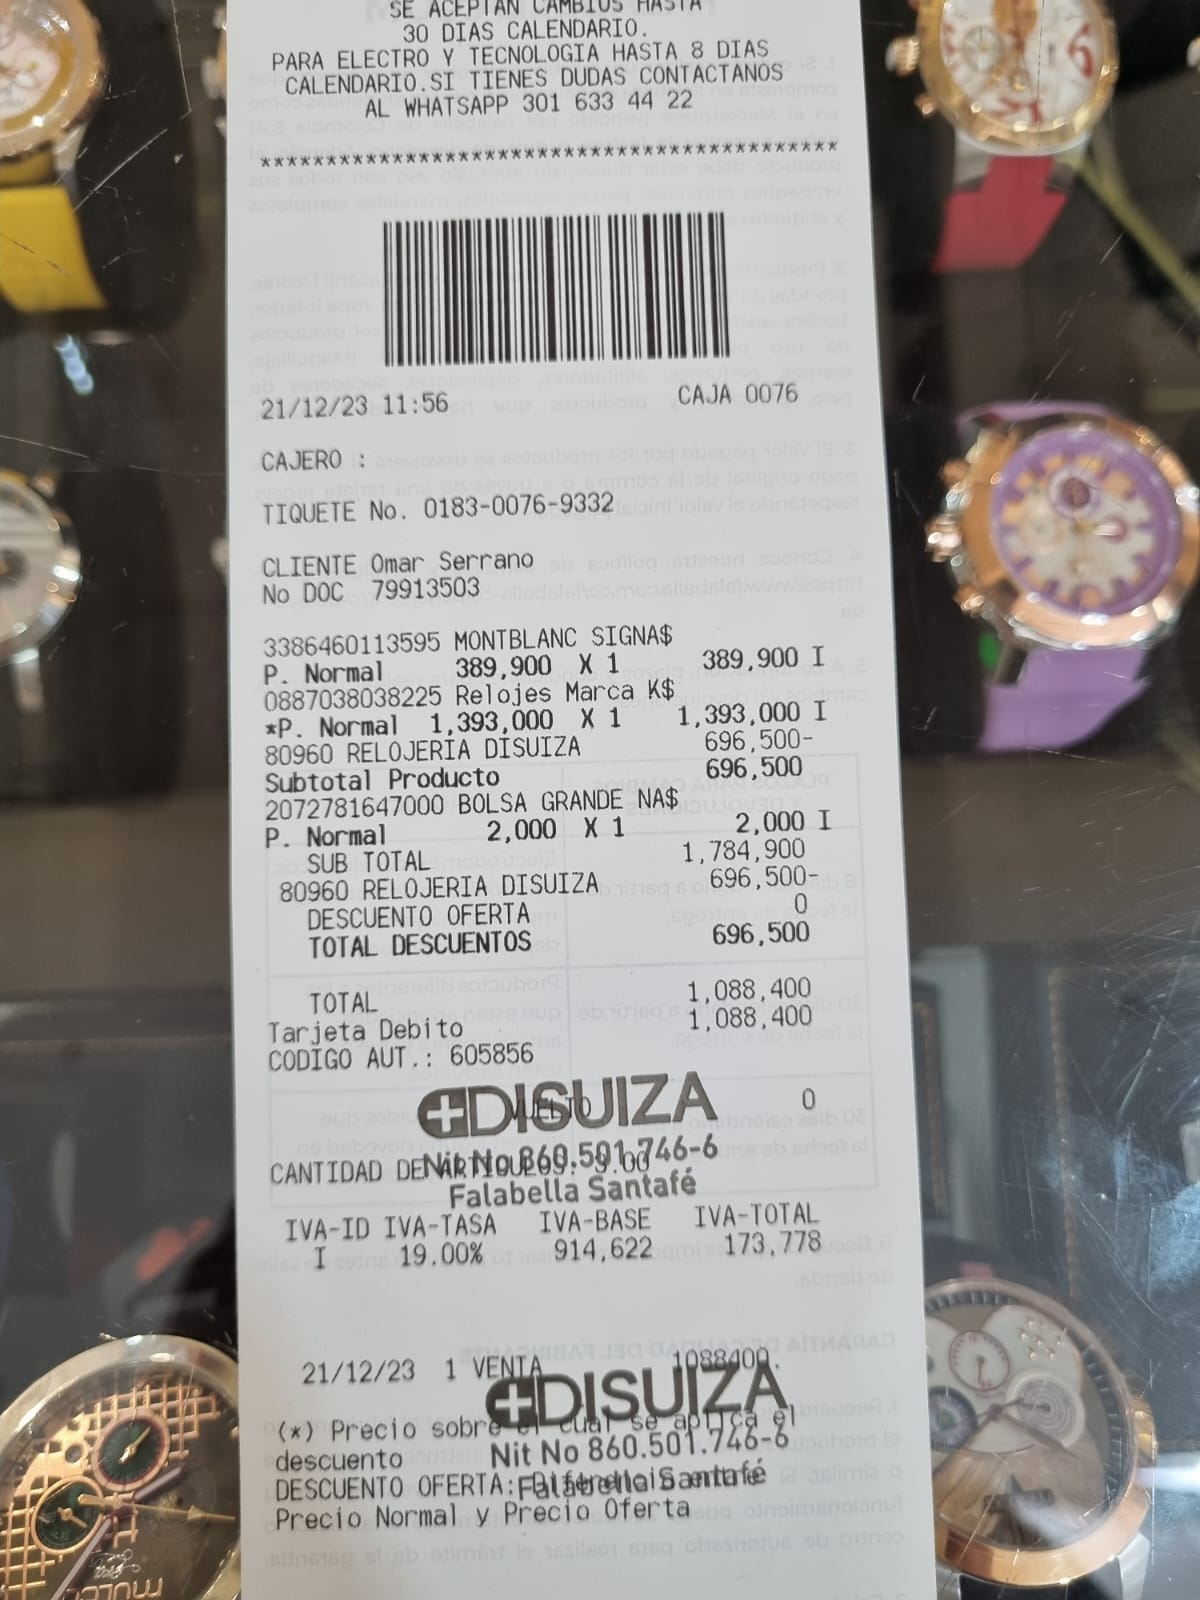 SE ACEPTAN CAMBIOS HASTA
30 DIAS CALENDARIO.
PARA ELECTRO Y TECNOLOGIA HASTA 8 DIAS
CALENDARIO.SI TIENES DUDAS CONTACTANOS
AL WHATSAPP 301 633 44 22
********************************************
21/12/23 11:56 CAJA 0076
CAJERO :
TIQUETE No. 0183-0076-9332
CLIENTE Omar Serrano
No DOC 79913503
3386460113595 MONTBLANC SIGNA$
P. Normal 389,900 X 1 389,900 I
0887038038225 Relojes Marca K$
*P. Normal 1,393,000 X 1 1,393,000 I
80960 RELOJERIA DISUIZA 696,500-
Subtotal Producto 696,500
2072781647000 BOLSA GRANDE NA$
P. Normal 2,000 X 1 2,000 I
SUB TOTAL 1,784,900
80960 RELOJERIA DISUIZA 696,500-
DESCUENTO OFERTA 0
TOTAL DESCUENTOS 696,500
TOTAL 1,088,400
Tarjeta Debito 1,088,400
CODIGO AUT.: 605856
DISUIZA
VUELTO 0
Nit No 860.501.746-6
CANTIDAD DE ARTICULOS: 3.00
Falabella Santafé
IVA-ID IVA-TASA IVA-BASE IVA-TOTAL
I 19.00% 914,622 173,778
21/12/23 1 VENTA 1088400.
DISUIZA
(*) Precio sobre el cual se aplica el
descuento
Nit No 860.501.746-6
DESCUENTO OFERTA: Diferencia entre
Falabella Santafé
Precio Normal y Precio Oferta